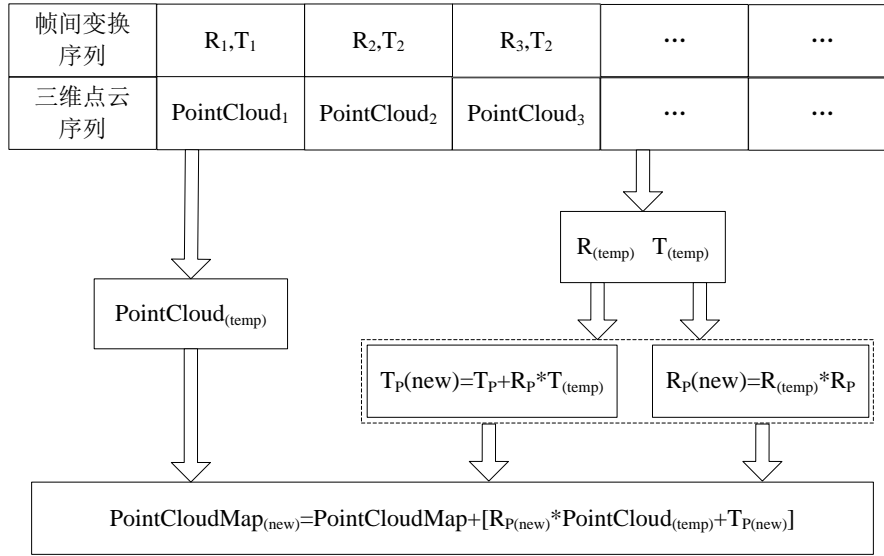 帧间变换
序列
R₁,T₁
R₂,T₂
R₃,T₂
…
…
三维点云
序列
PointCloud₁
PointCloud₂
PointCloud₃
…
…
R(temp) T(temp)
PointCloud(temp)
TP(new)=TP+RP*T(temp)
RP(new)=R(temp)*RP
PointCloudMap(new)=PointCloudMap+[RP(new)*PointCloud(temp)+TP(new)]